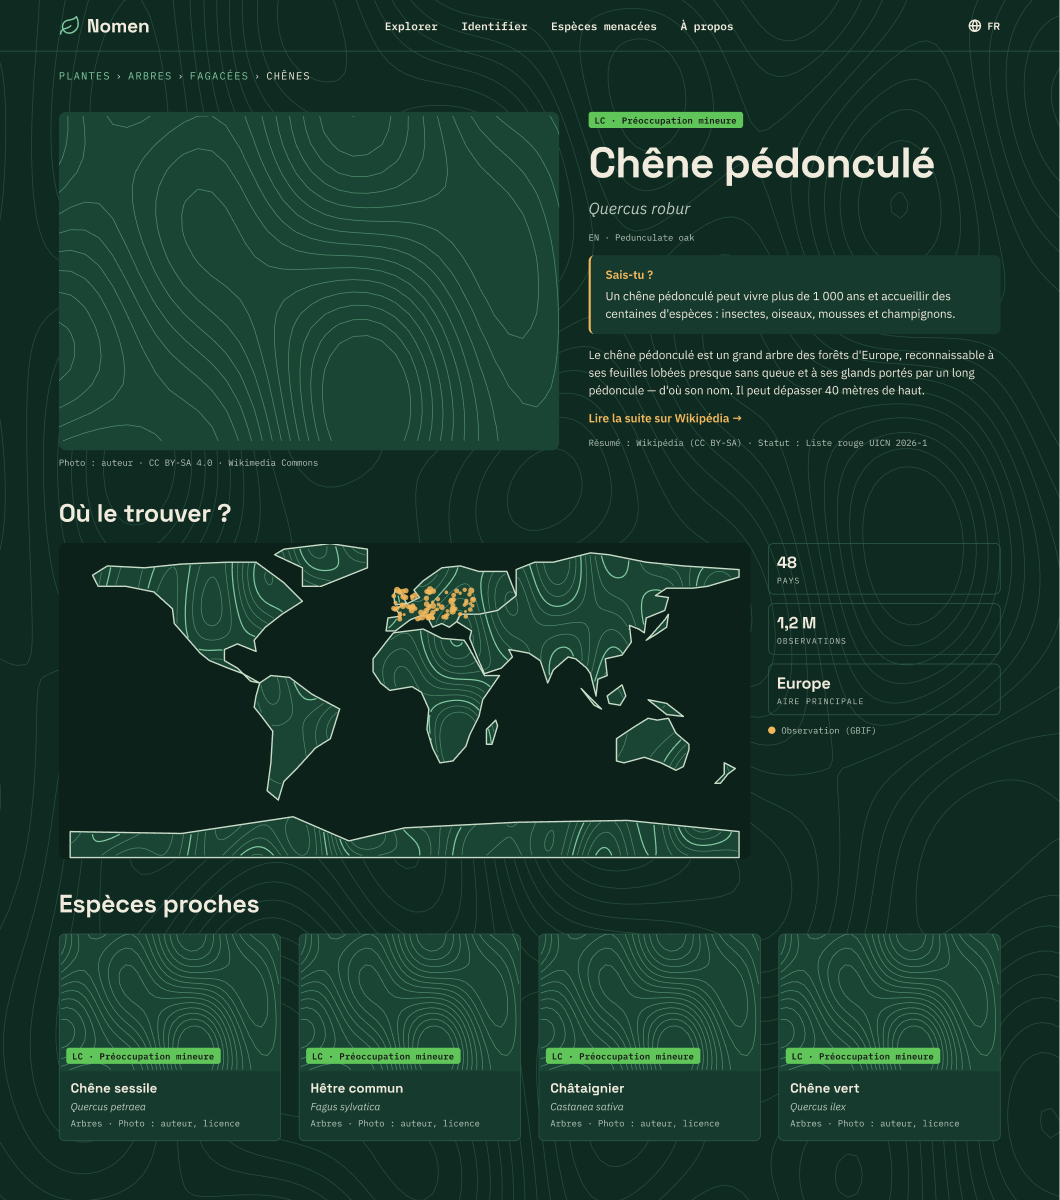 Nomen
Explorer Identifier Espèces menacées À propos
FR
PLANTES › ARBRES › FAGACÉES › CHÊNES
LC · Préoccupation mineure
Chêne pédonculé
Quercus robur
EN · Pedunculate oak
Sais-tu ?
Un chêne pédonculé peut vivre plus de 1 000 ans et accueillir des
centaines d'espèces : insectes, oiseaux, mousses et champignons.
Le chêne pédonculé est un grand arbre des forêts d'Europe, reconnaissable à
ses feuilles lobées presque sans queue et à ses glands portés par un long
pédoncule — d'où son nom. Il peut dépasser 40 mètres de haut.
Lire la suite sur Wikipédia →
Résumé : Wikipédia (CC BY-SA) · Statut : Liste rouge UICN 2026-1
Photo : auteur · CC BY-SA 4.0 · Wikimedia Commons
Où le trouver ?
48
PAYS
1,2 M
OBSERVATIONS
Europe
AIRE PRINCIPALE
Observation (GBIF)
Espèces proches
LC · Préoccupation mineure
Chêne sessile
Quercus petraea
Arbres · Photo : auteur, licence
LC · Préoccupation mineure
Hêtre commun
Fagus sylvatica
Arbres · Photo : auteur, licence
LC · Préoccupation mineure
Châtaignier
Castanea sativa
Arbres · Photo : auteur, licence
LC · Préoccupation mineure
Chêne vert
Quercus ilex
Arbres · Photo : auteur, licence